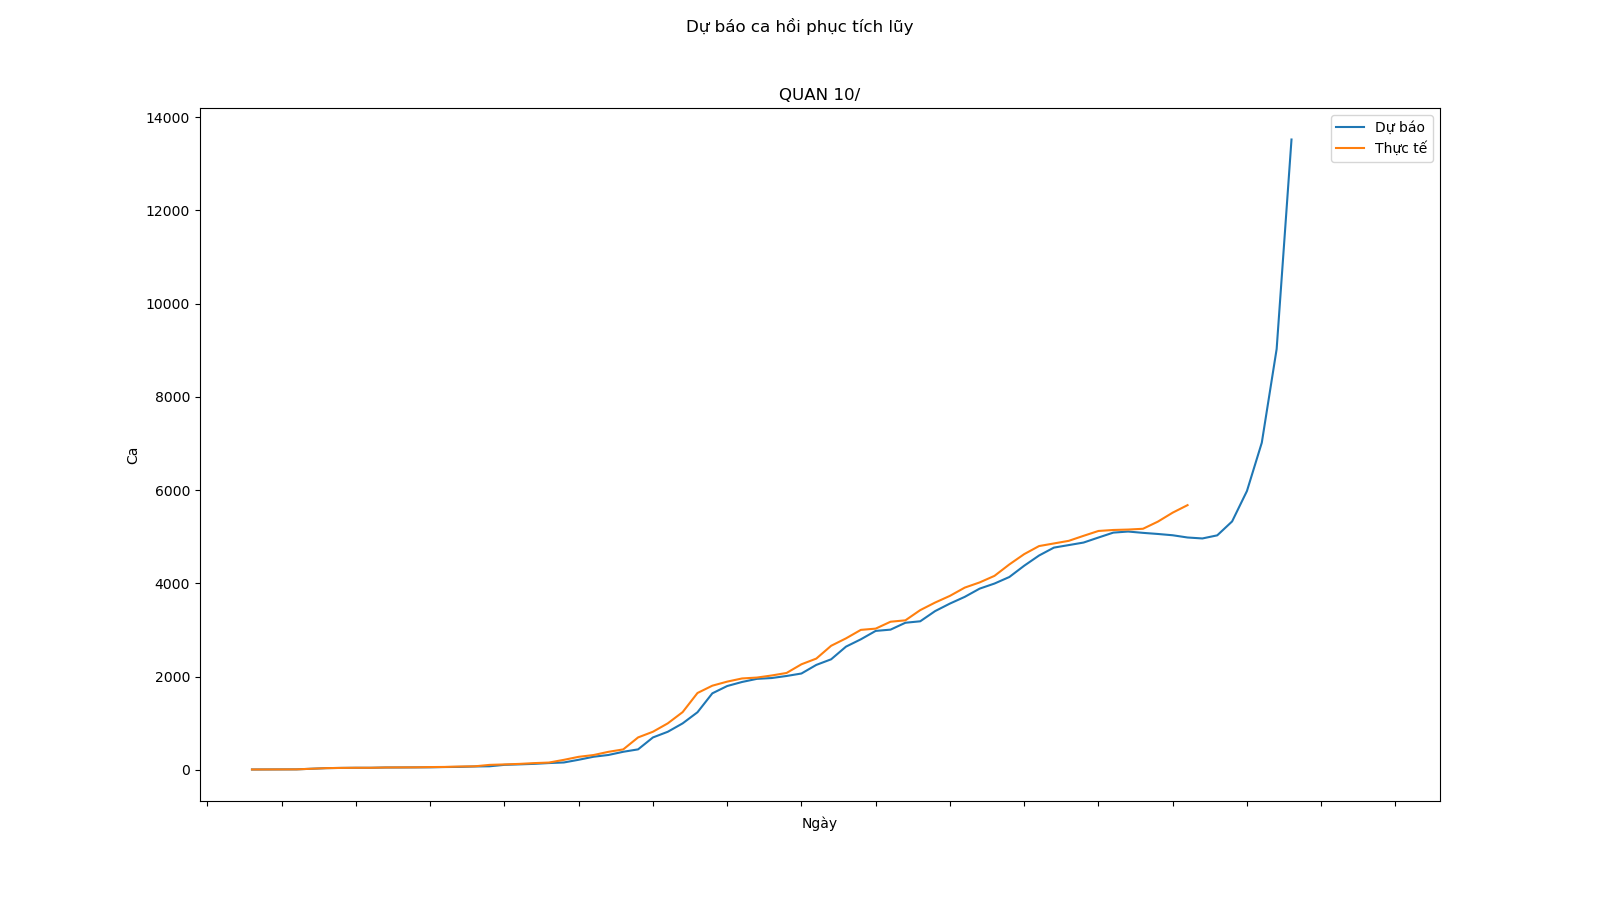 Dự báo ca hồi phục tích lũy
QUAN 10/
14000
12000
10000
8000
6000
4000
2000
0
Ca
Ngày
Dự báo
Thực tế